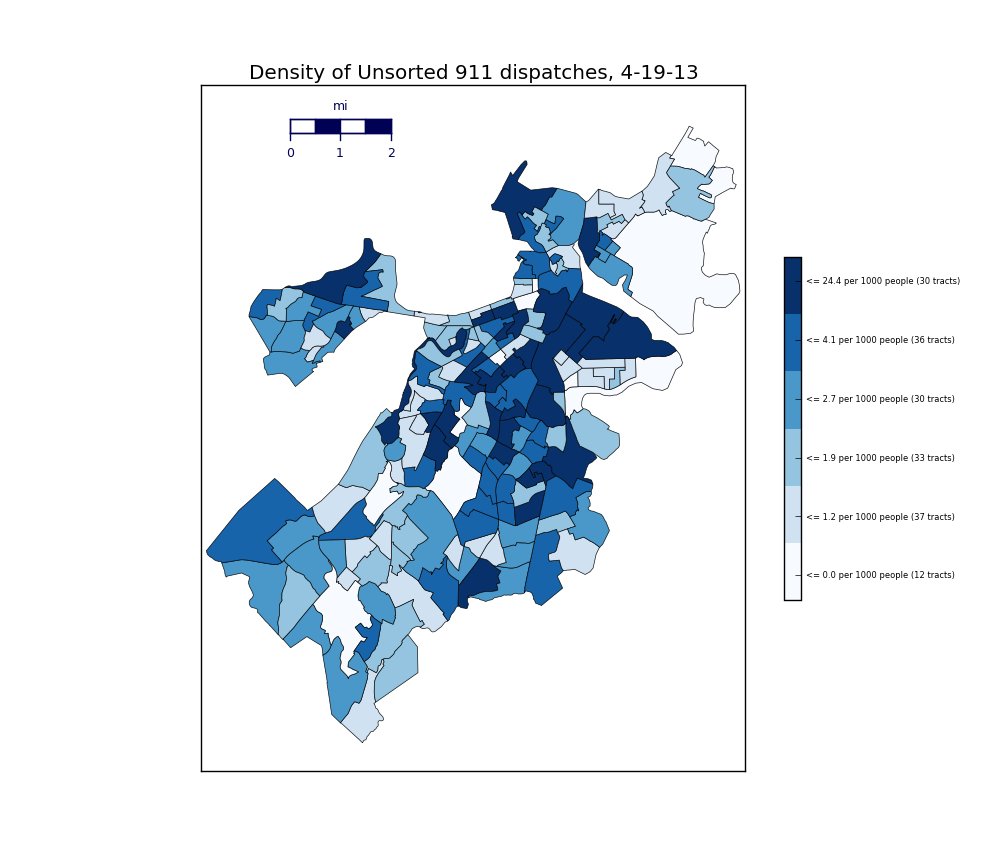 Density of Unsorted 911 dispatches, 4-19-13
mi
0 1 2
<= 24.4 per 1000 people (30 tracts)
<= 4.1 per 1000 people (36 tracts)
<= 2.7 per 1000 people (30 tracts)
<= 1.9 per 1000 people (33 tracts)
<= 1.2 per 1000 people (37 tracts)
<= 0.0 per 1000 people (12 tracts)